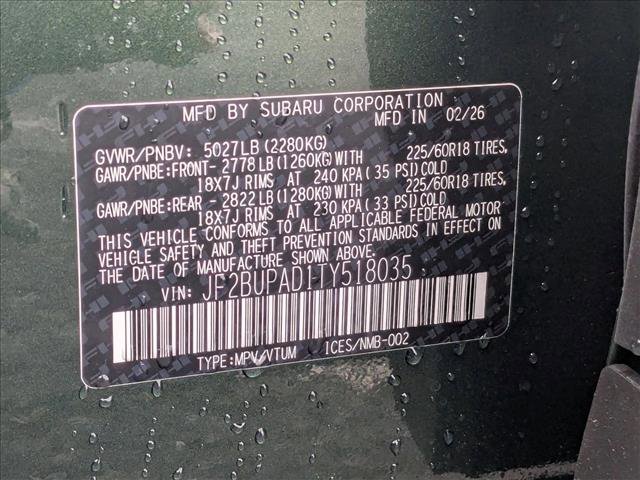 MFD BY SUBARU CORPORATION
MFD IN 02/26
GVWR/PNBV: 5027LB (2280KG)
GAWR/PNBE:FRONT- 2778 LB (1260KG) WITH 225/60R18 TIRES,
18X7J RIMS AT 240 KPA ( 35 PSI) COLD
GAWR/PNBE:REAR - 2822 LB (1280KG) WITH 225/60R18 TIRES,
18X7J RIMS AT 230 KPA ( 33 PSI) COLD
THIS VEHICLE CONFORMS TO ALL APPLICABLE FEDERAL MOTOR
VEHICLE SAFETY AND THEFT PREVENTION STANDARDS IN EFFECT ON
THE DATE OF MANUFACTURE SHOWN ABOVE.
VIN: JF2BUPAD1TY518035
TYPE:MPV/VTUM ICES/NMB-002